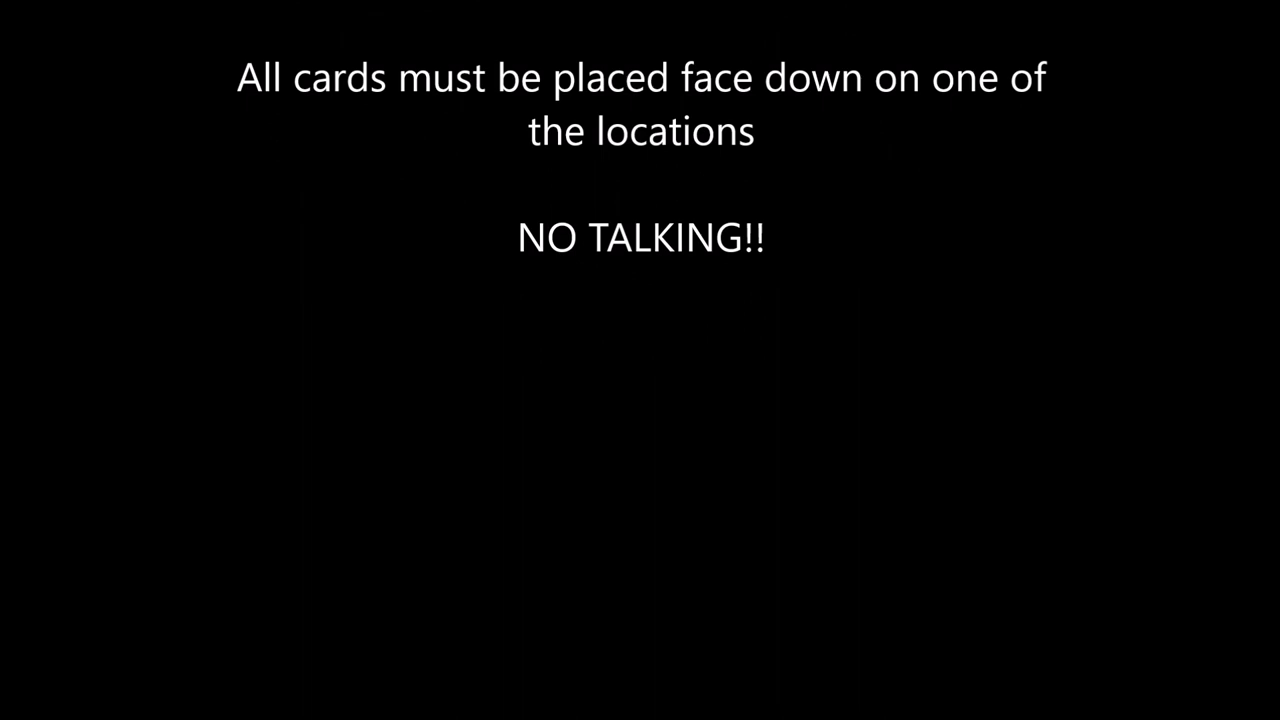 All cards must be placed face down on one of
the locations
NO TALKING!!